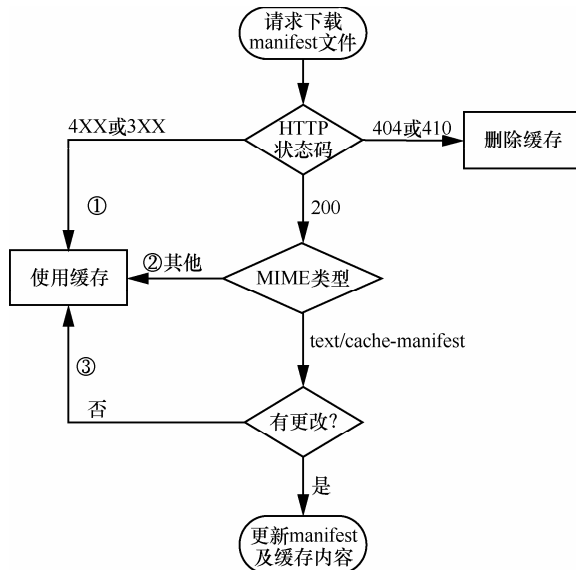 请求下载
manifest文件
4XX或3XX
HTTP
状态码
404或410
删除缓存
①
200
使用缓存
②其他
MIME类型
text/cache-manifest
③
否
有更改?
是
更新manifest
及缓存内容